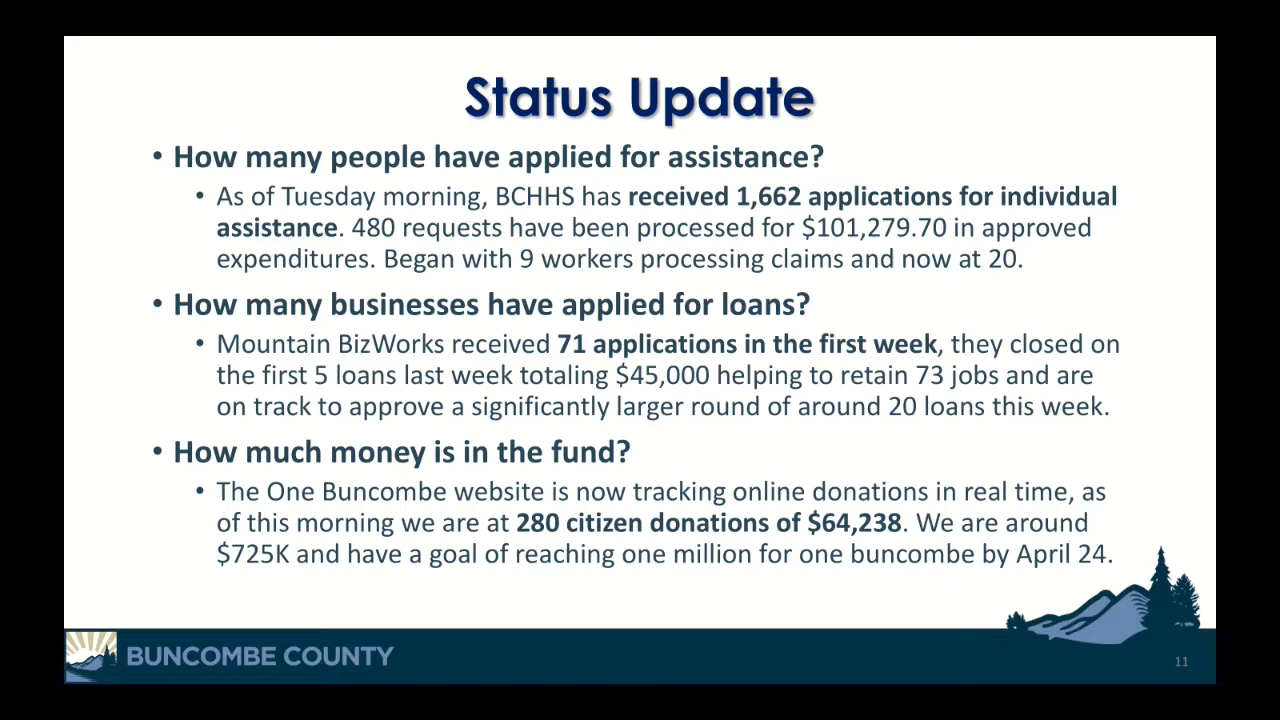 Status Update
• How many people have applied for assistance?
• As of Tuesday morning, BCHHS has received 1,662 applications for individual
assistance. 480 requests have been processed for $101,279.70 in approved
expenditures. Began with 9 workers processing claims and now at 20.
• How many businesses have applied for loans?
• Mountain BizWorks received 71 applications in the first week, they closed on
the first 5 loans last week totaling $45,000 helping to retain 73 jobs and are
on track to approve a significantly larger round of around 20 loans this week.
• How much money is in the fund?
• The One Buncombe website is now tracking online donations in real time, as
of this morning we are at 280 citizen donations of $64,238. We are around
$725K and have a goal of reaching one million for one buncombe by April 24.
BUNCOMBE COUNTY
11